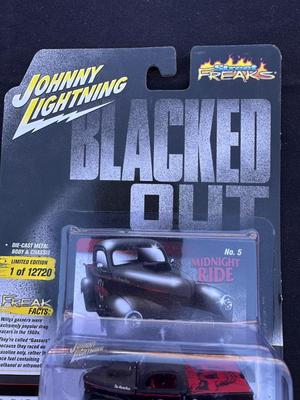 JOHNNY
LIGHTNING
Street
FREAKS
BLACKED
OUT
• DIE-CAST METAL
BODY & CHASSIS
LIMITED EDITION
1 of 12720
No. 5
MIDNIGHT
RIDE
FREAK
FACTS:
Willys gassers were
extremely popular drag
racers in the 1960s.
They're called "Gassers"
because they raced on
gasoline only, rather
race fuel containing
methanol or nitrometh
JOHNNY LIGHTNING